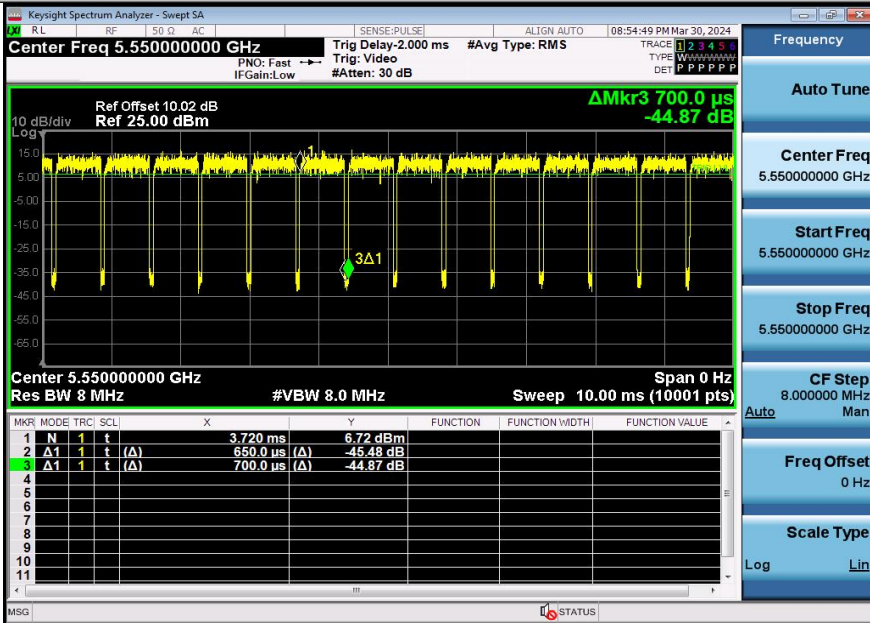 Keysight Spectrum Analyzer - Swept SA
LXI RL RF 50 Ω AC SENSE:PULSE ALIGN AUTO 08:54:49 PM Mar 30, 2024
Center Freq 5.550000000 GHz
PNO: Fast
IFGain:Low
Trig Delay-2.000 ms
Trig: Video
#Atten: 30 dB
#Avg Type: RMS
TRACE 1 2 3 4 5 6
TYPE WWWWWW
DET P P P P P P
Ref Offset 10.02 dB
10 dB/div Ref 25.00 dBm
Log
ΔMkr3 700.0 µs
-44.87 dB
15.0
5.00
-5.00
-15.0
-25.0
-35.0
-45.0
-55.0
-65.0
1
3Δ1
Center 5.550000000 GHz Span 0 Hz
Res BW 8 MHz #VBW 8.0 MHz Sweep 10.00 ms (10001 pts)
MKR MODE TRC SCL X Y FUNCTION FUNCTION WIDTH FUNCTION VALUE
1 N 1 t 3.720 ms 6.72 dBm
2 Δ1 1 t (Δ) 650.0 µs (Δ) -45.48 dB
3 Δ1 1 t (Δ) 700.0 µs (Δ) -44.87 dB
4
5
6
7
8
9
10
11
MSG STATUS
Frequency
Auto Tune
Center Freq
5.550000000 GHz
Start Freq
5.550000000 GHz
Stop Freq
5.550000000 GHz
CF Step
8.000000 MHz
Auto Man
Freq Offset
0 Hz
Scale Type
Log Lin